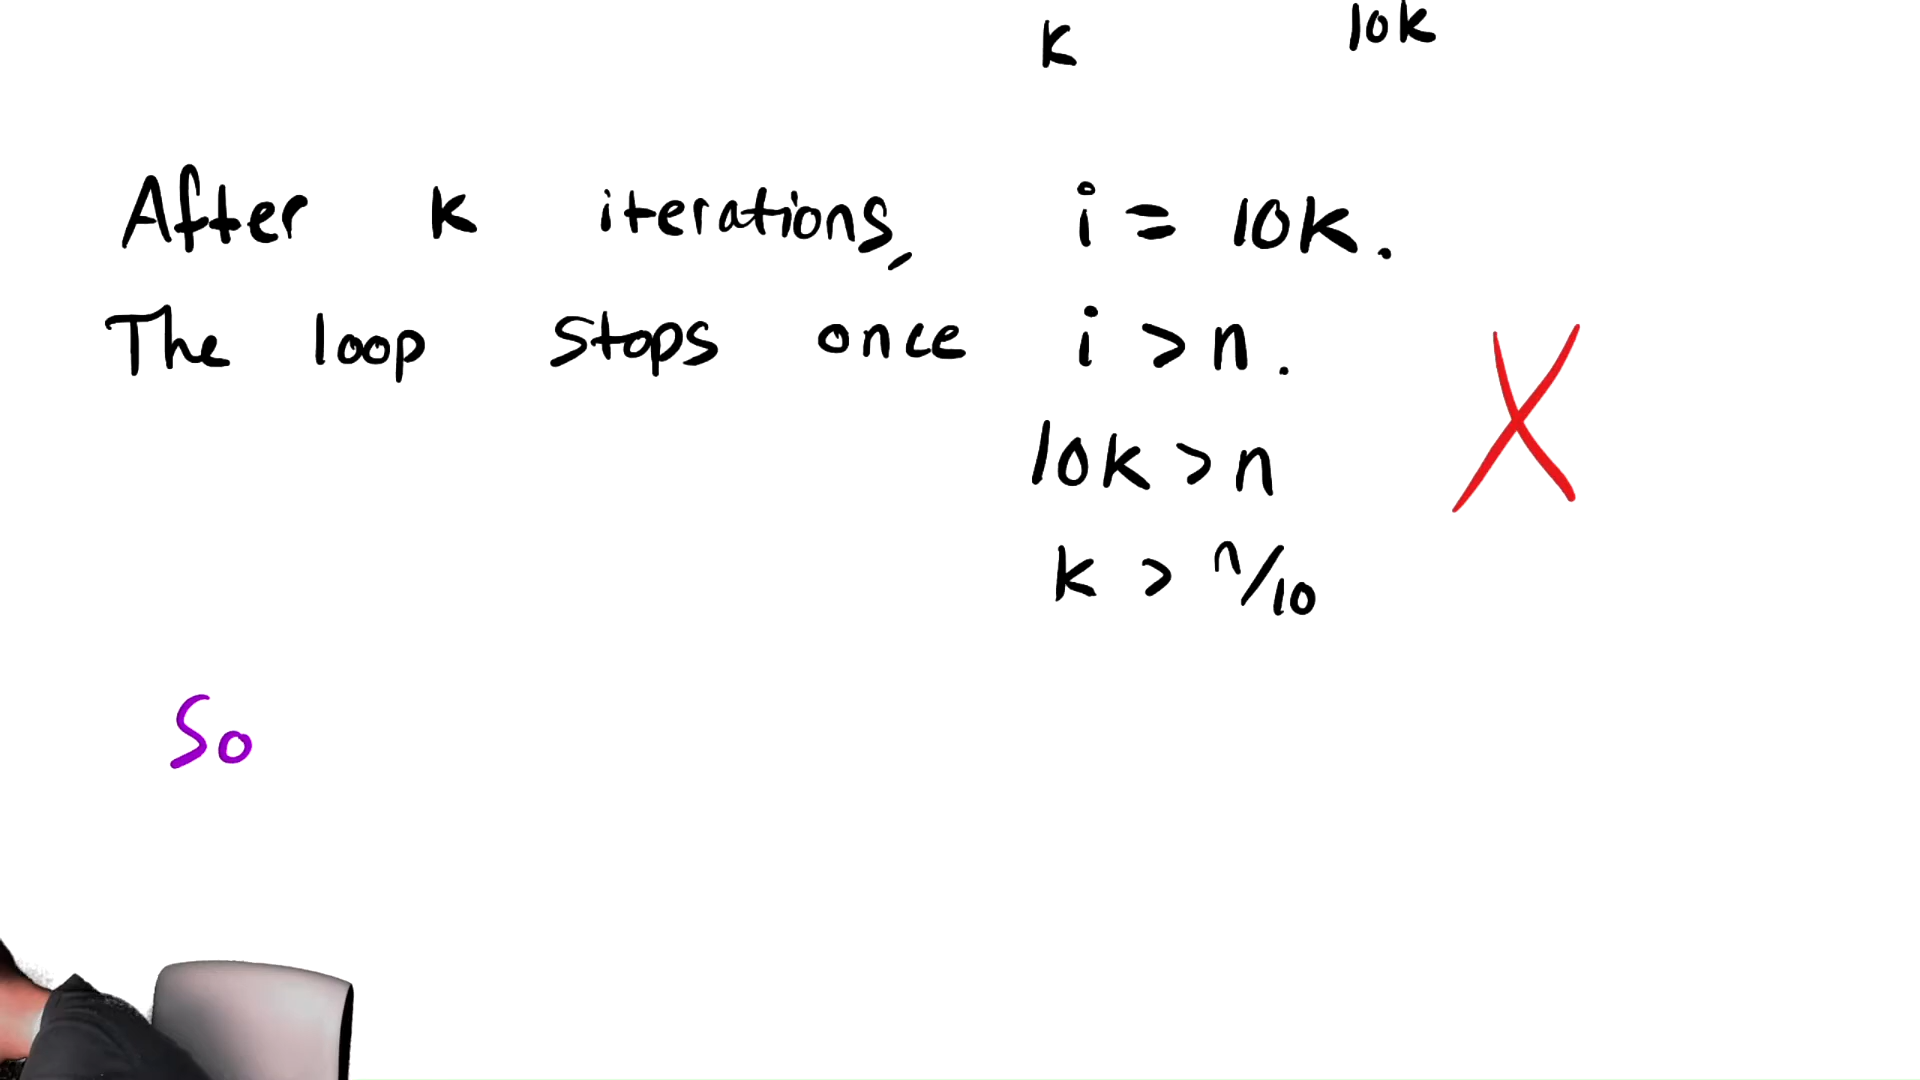 k 10k
After k iterations, i = 10k.
The loop stops once i > n.
10k > n
k > n/10
So